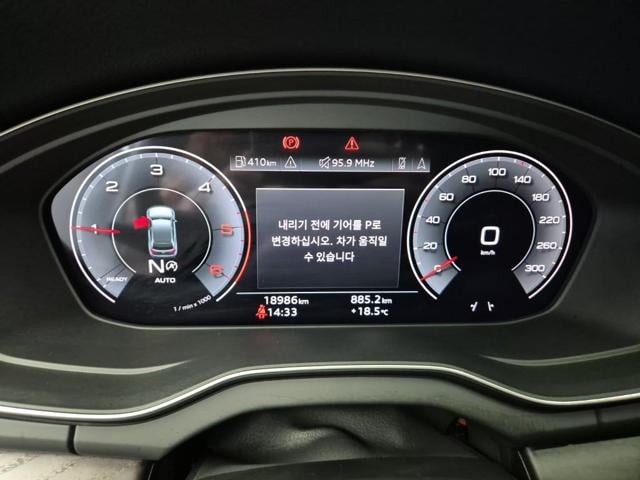 (P)
410km 95.9 MHz
1 2 3 4 5 6
READY
N
AUTO
1 / min x 1000
내리기 전에 기어를 P로
변경하십시오. 차가 움직일
수 있습니다
18986km 885.2km
14:33 +18.5°C
0 20 60 80 100 140 180 220 260 300
0
km/h